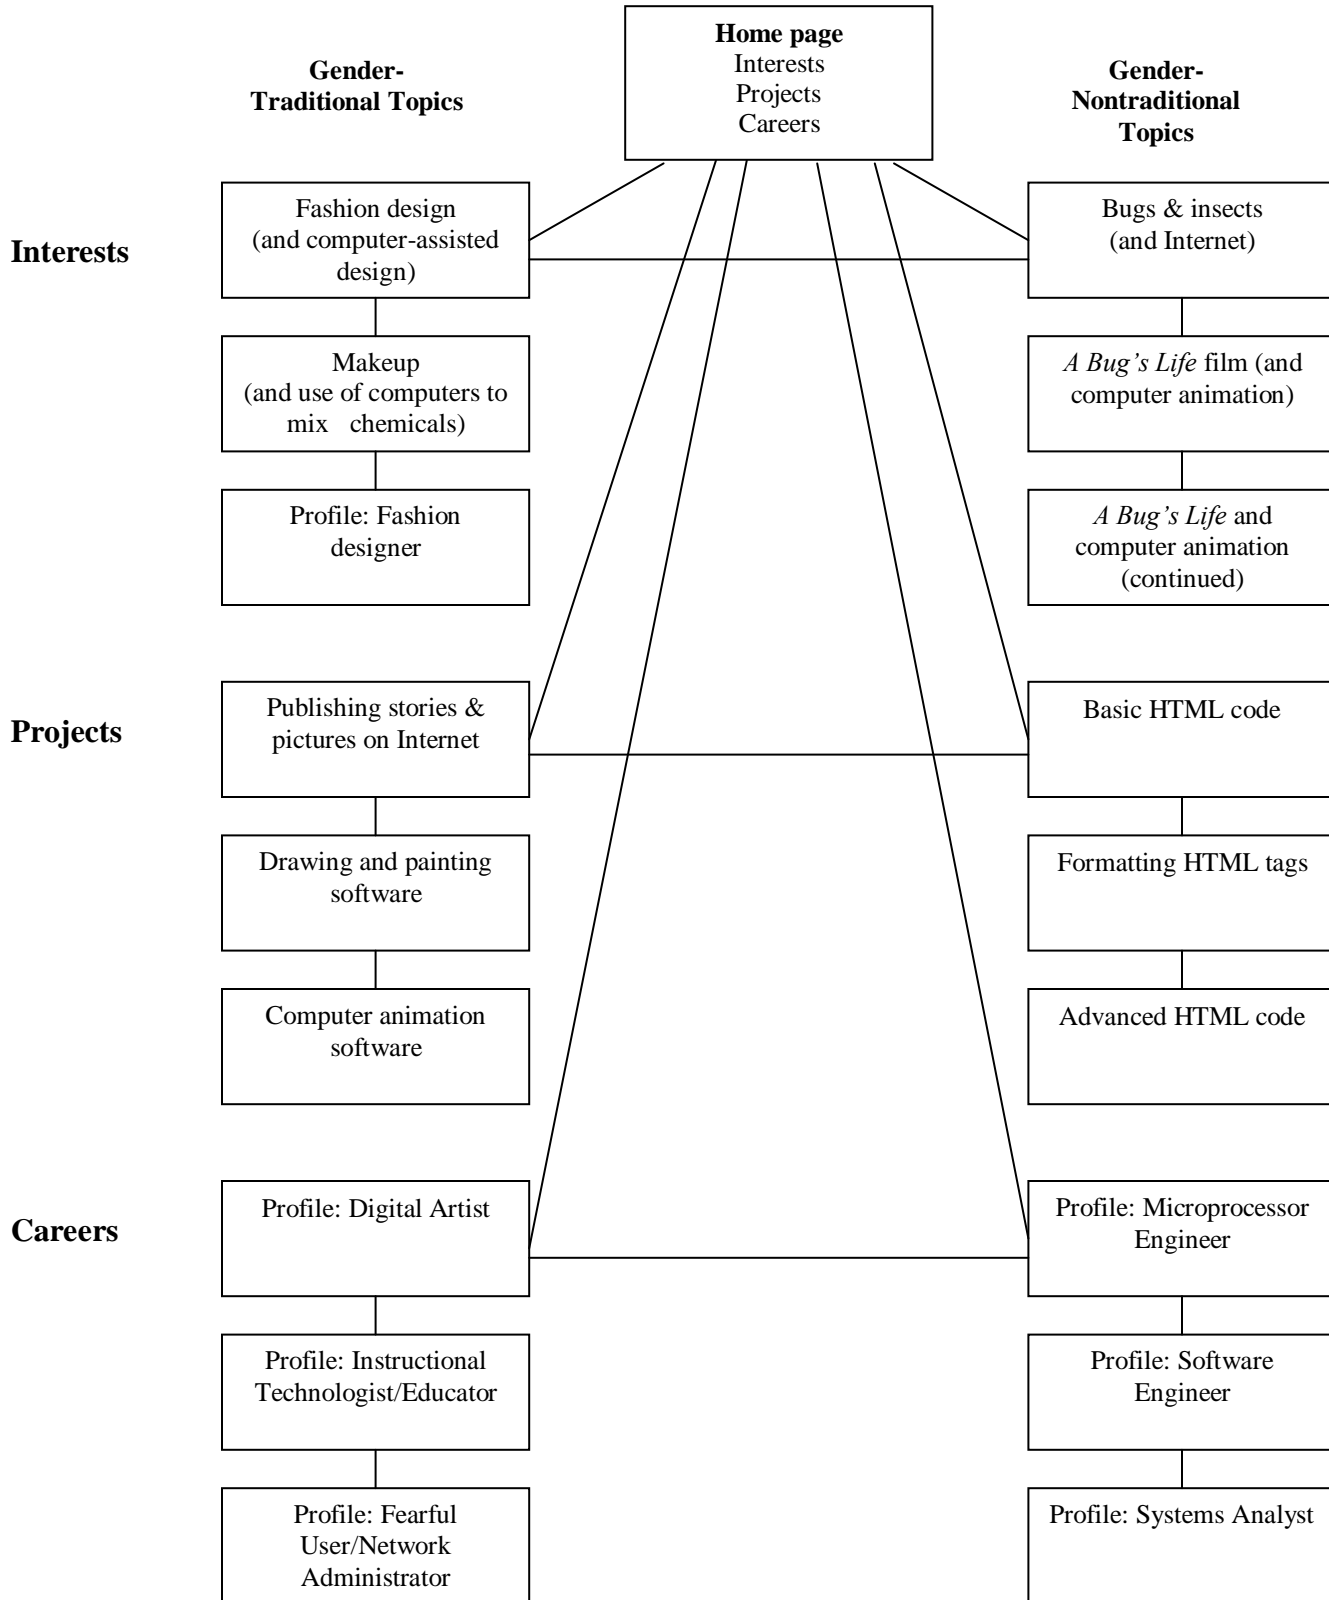 Home page
Interests
Projects
Careers
Gender-
Traditional Topics
Gender-
Nontraditional
Topics
Interests
Fashion design
(and computer-assisted
design)
Bugs & insects
(and Internet)
Makeup
(and use of computers to
mix chemicals)
A Bug’s Life film (and
computer animation)
Profile: Fashion
designer
A Bug’s Life and
computer animation
(continued)
Projects
Publishing stories &
pictures on Internet
Basic HTML code
Drawing and painting
software
Formatting HTML tags
Computer animation
software
Advanced HTML code
Careers
Profile: Digital Artist
Profile: Microprocessor
Engineer
Profile: Instructional
Technologist/Educator
Profile: Software
Engineer
Profile: Fearful
User/Network
Administrator
Profile: Systems Analyst